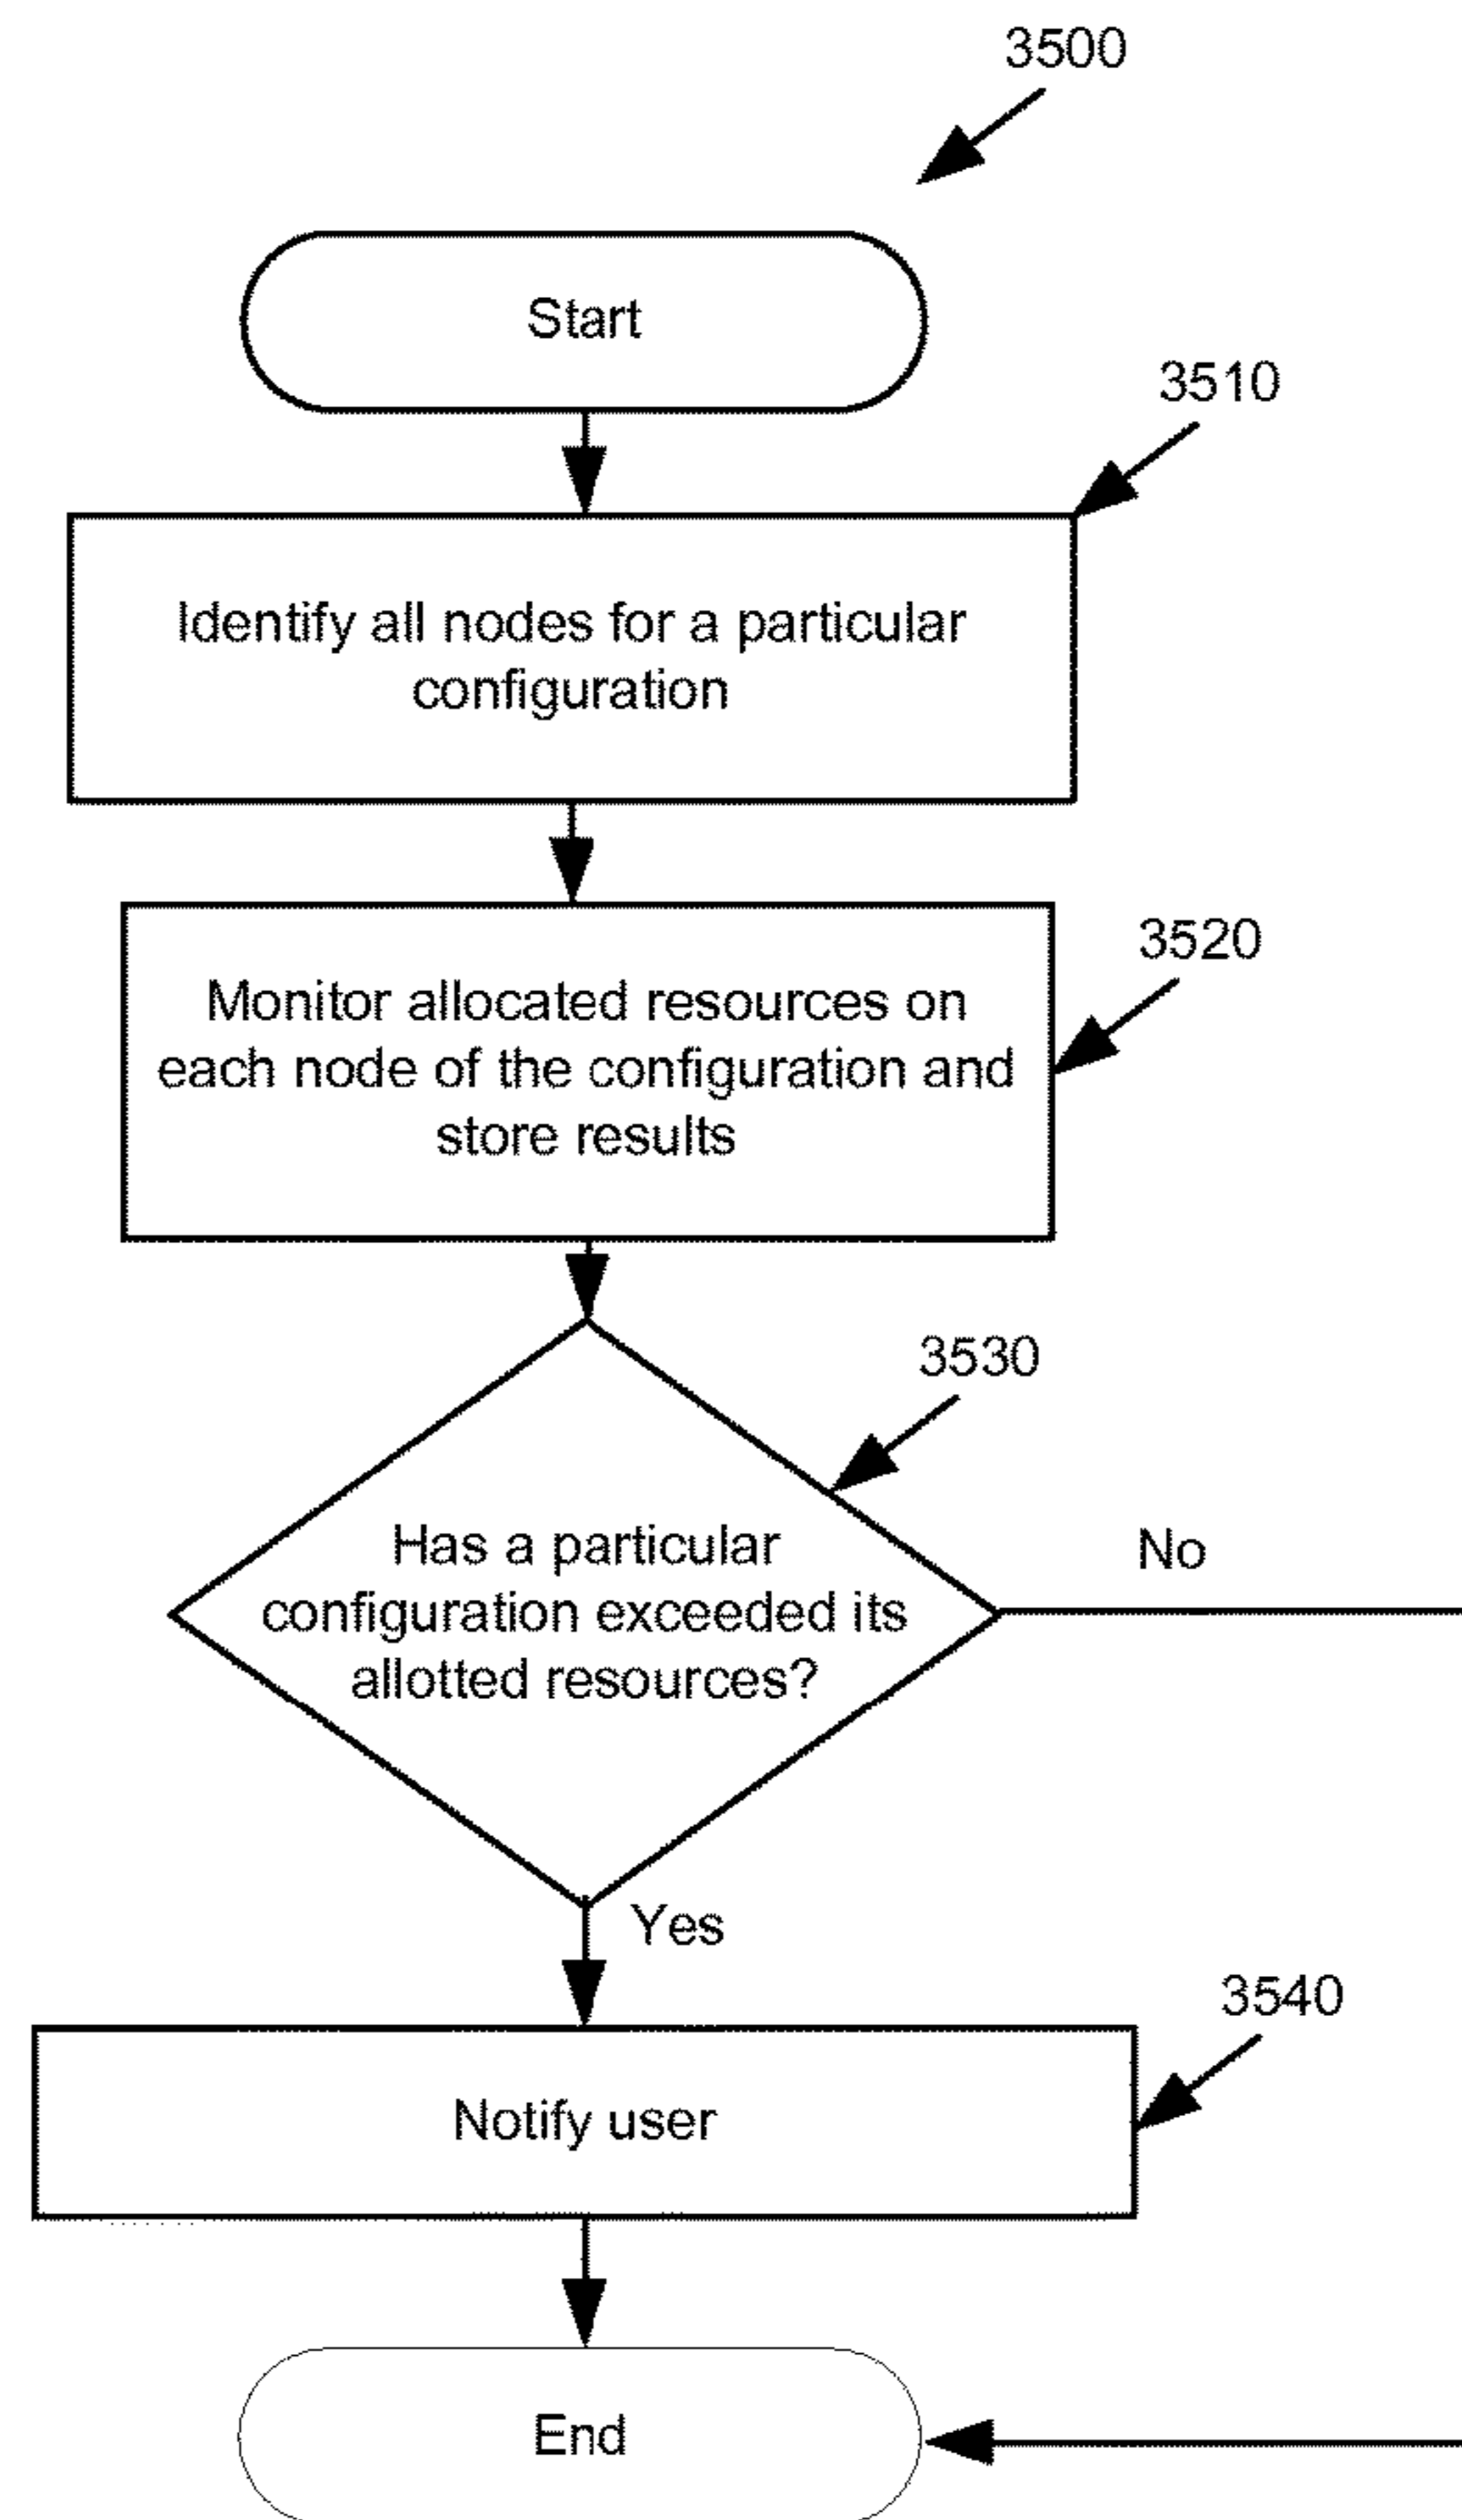 3500
Start
3510
Identify all nodes for a particular
configuration
3520
Monitor allocated resources on
each node of the configuration and
store results
3530
Has a particular
configuration exceeded its
allotted resources?
No
Yes
3540
Notify user
End